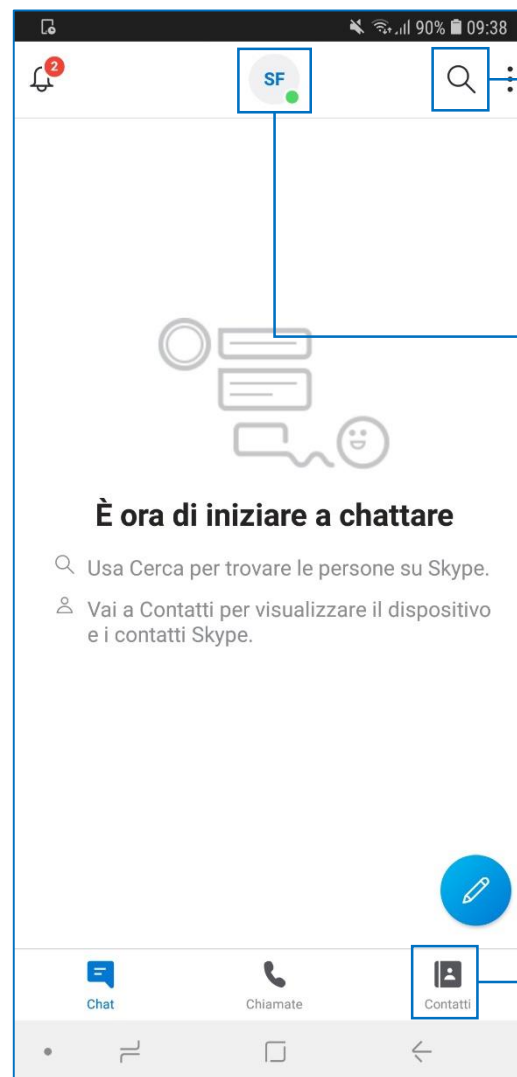 90% 09:38
2
SF
È ora di iniziare a chattare
Usa Cerca per trovare le persone su Skype.
Vai a Contatti per visualizzare il dispositivo
e i contatti Skype.
Chat Chiamate Contatti